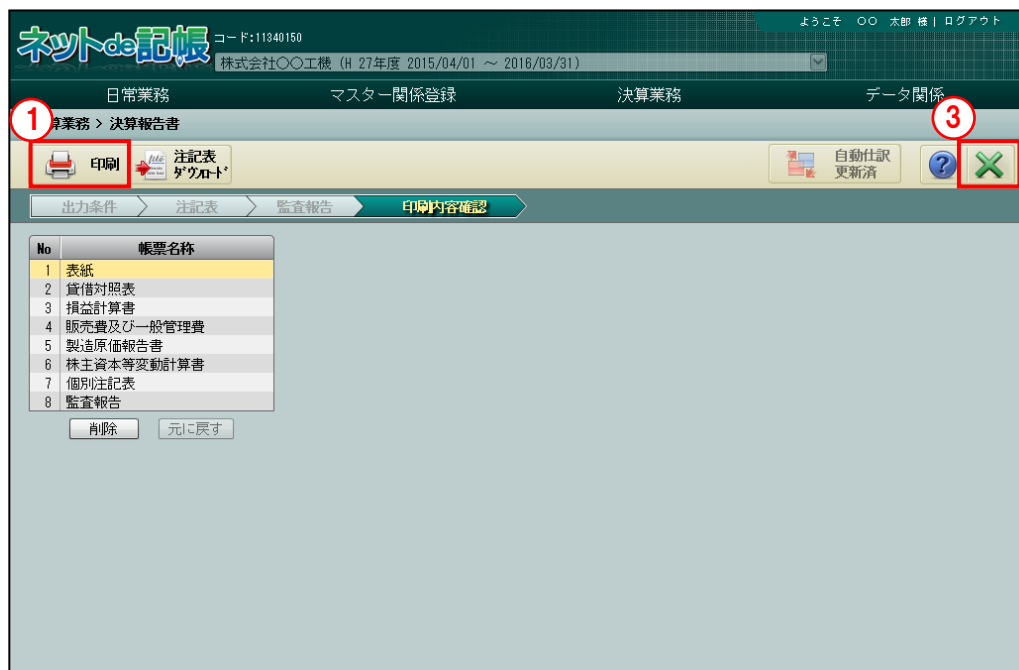 ようこそ 〇〇 太郎 様 | ログアウト
ネットde記帳
コード:11340150
株式会社〇〇工機 (H 27年度 2015/04/01 ～ 2016/03/31)
日常業務 マスター関係登録 決算業務 データ関係
1
3
算業務 > 決算報告書
印刷
注記表
ダウンロード
自動仕訳
更新済
?
出力条件 注記表 監査報告 印刷内容確認
No 帳票名称
1 表紙
2 貸借対照表
3 損益計算書
4 販売費及び一般管理費
5 製造原価報告書
6 株主資本等変動計算書
7 個別注記表
8 監査報告
削除 元に戻す